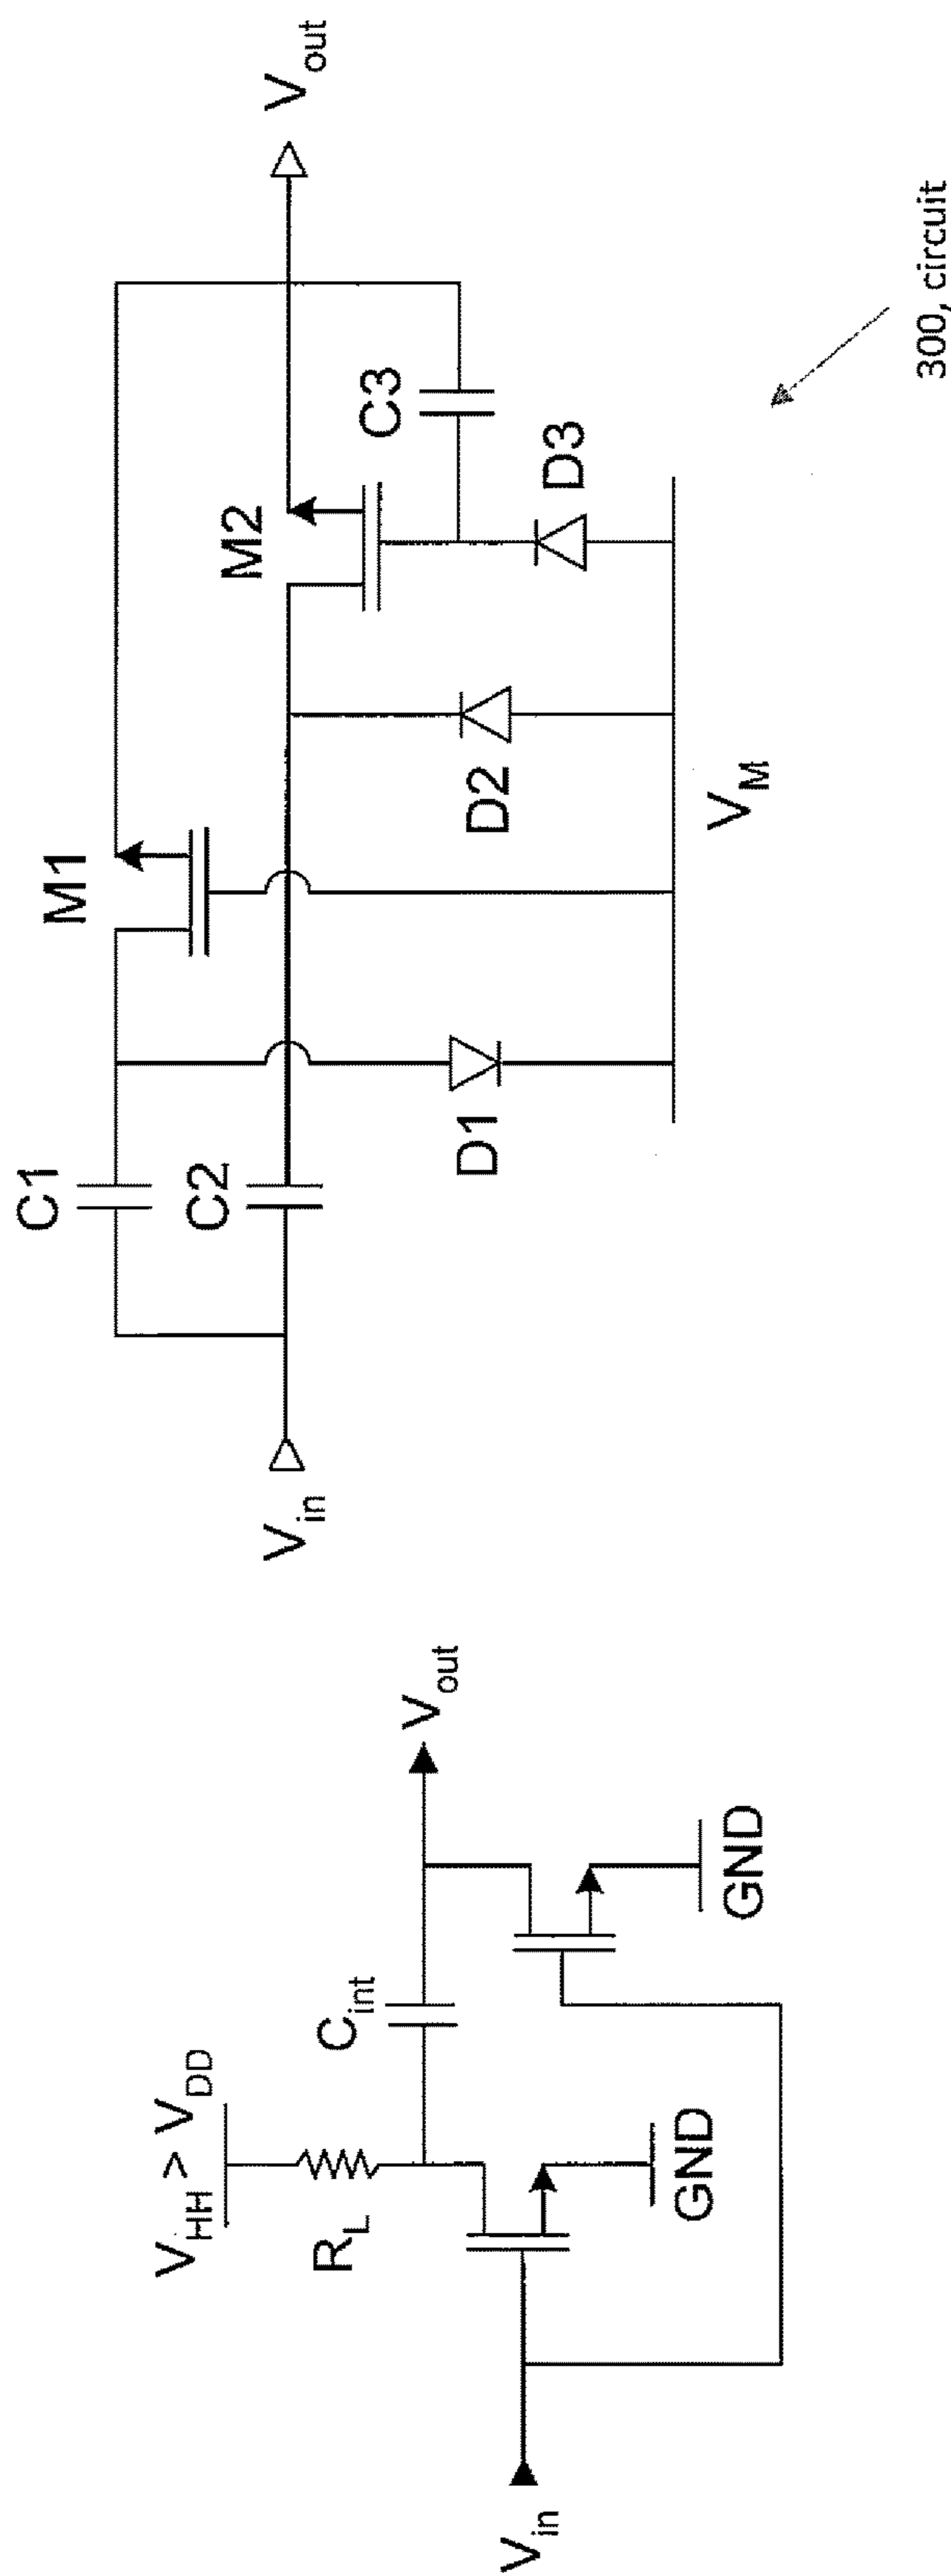 V_HH > V_DD
R_L
C_int
V_in
V_out
GND
GND
C1
M1
C2
M2
V_in
V_out
C3
D1
D2
D3
V_M
300, circuit